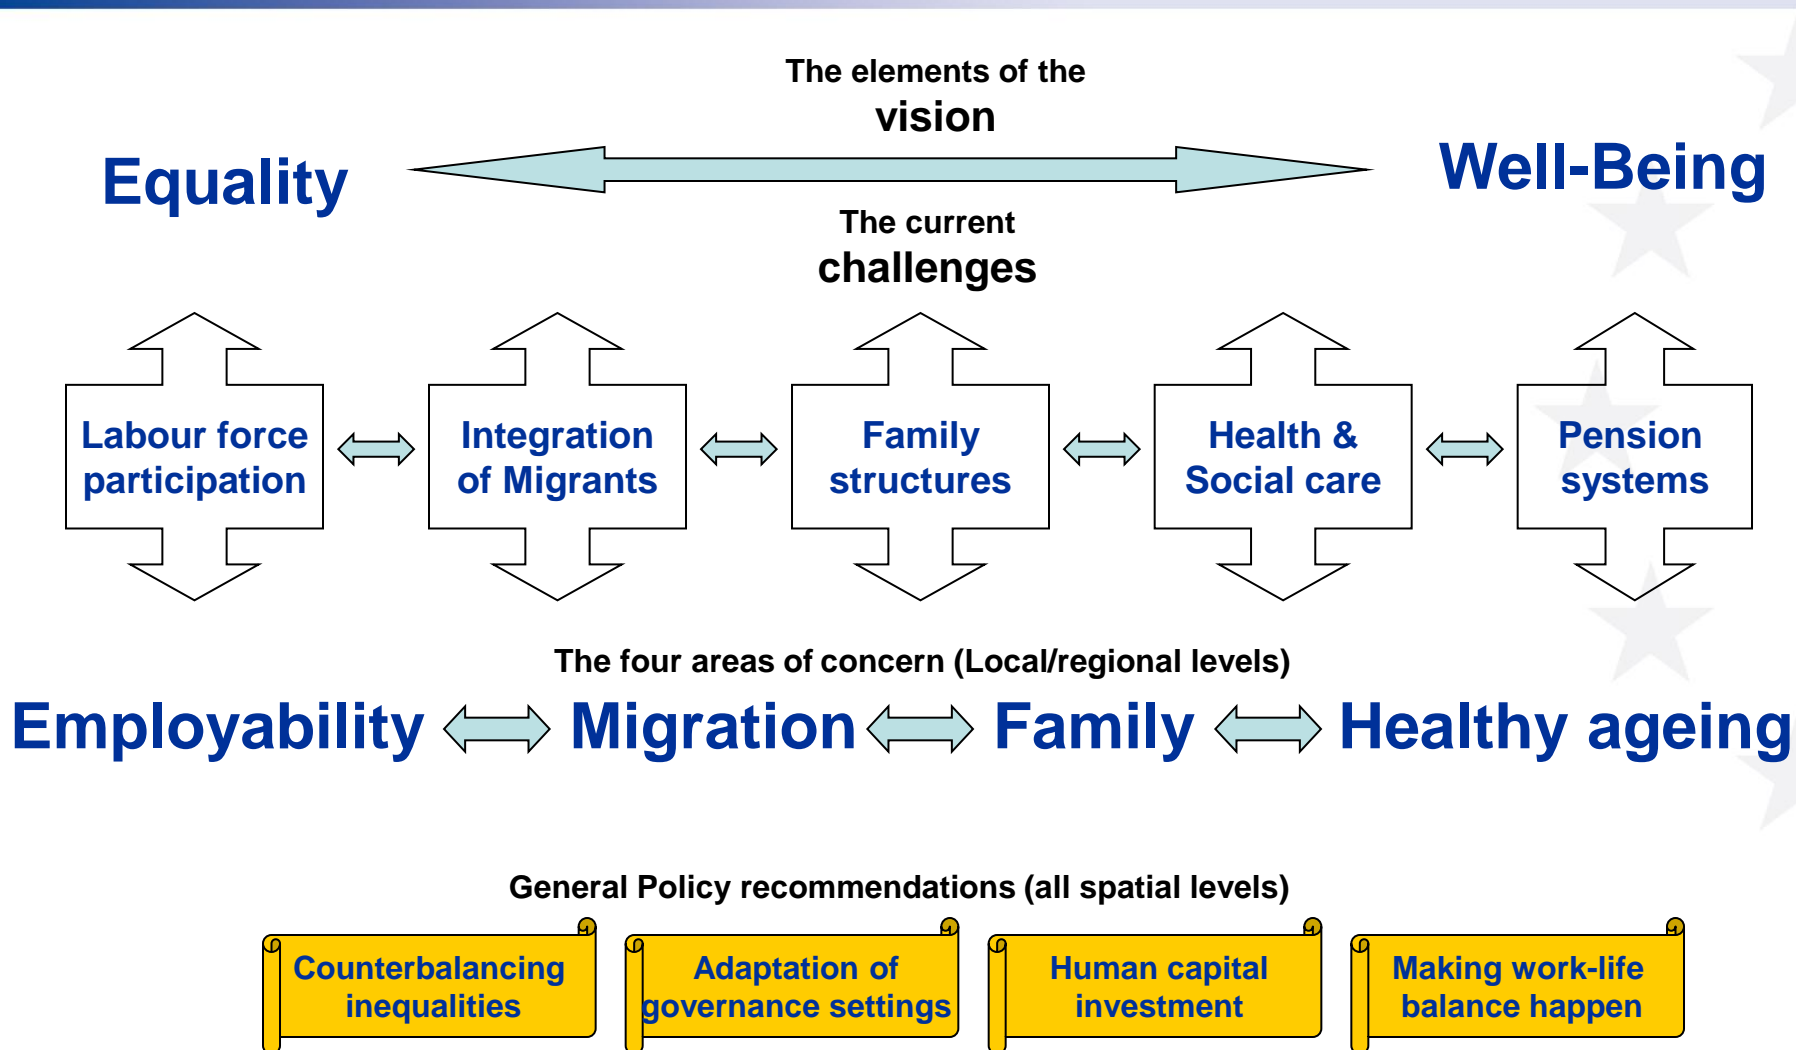 The elements of the
vision
Equality
Well-Being
The current
challenges
Labour force
participation
Integration
of Migrants
Family
structures
Health &
Social care
Pension
systems
The four areas of concern (Local/regional levels)
Employability Migration Family Healthy ageing
General Policy recommendations (all spatial levels)
Counterbalancing
inequalities
Adaptation of
governance settings
Human capital
investment
Making work-life
balance happen